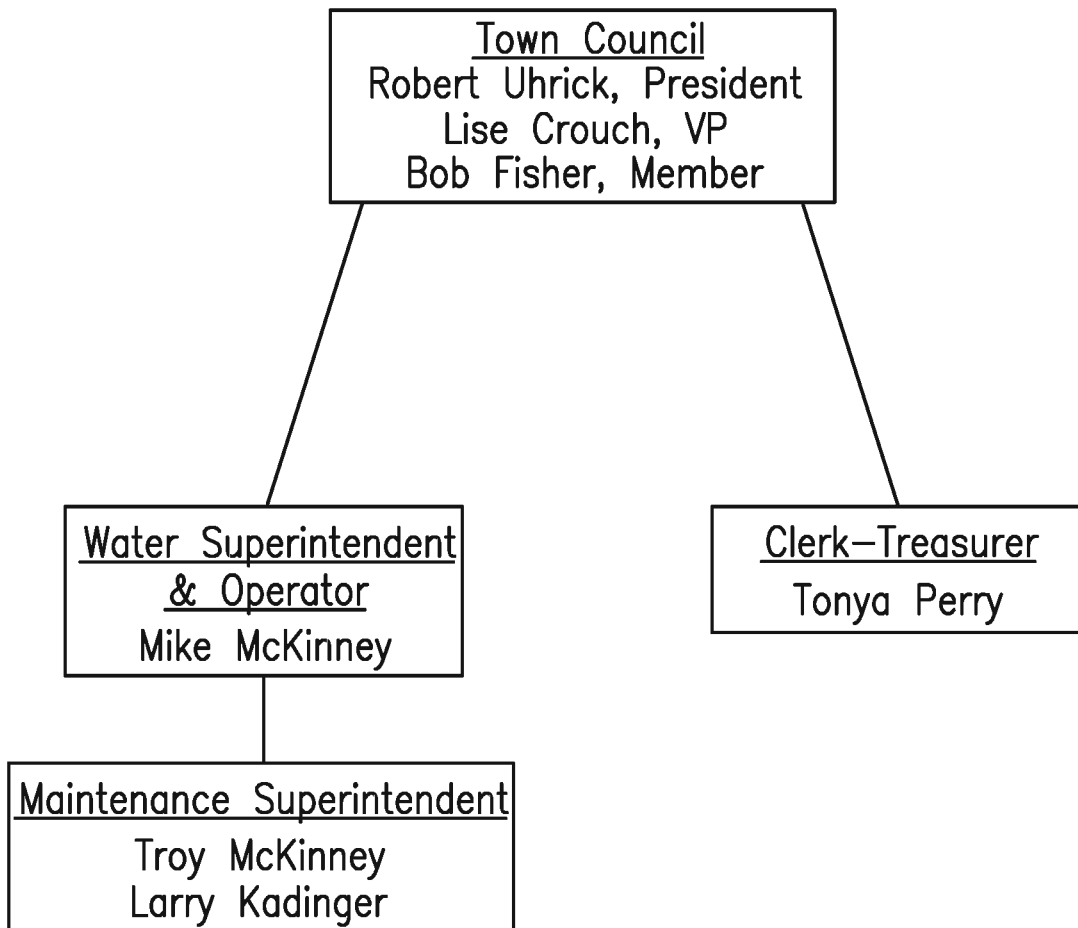 Town Council
Robert Uhrick, President
Lise Crouch, VP
Bob Fisher, Member
Water Superintendent
& Operator
Mike McKinney
Clerk-Treasurer
Tonya Perry
Maintenance Superintendent
Troy McKinney
Larry Kadinger